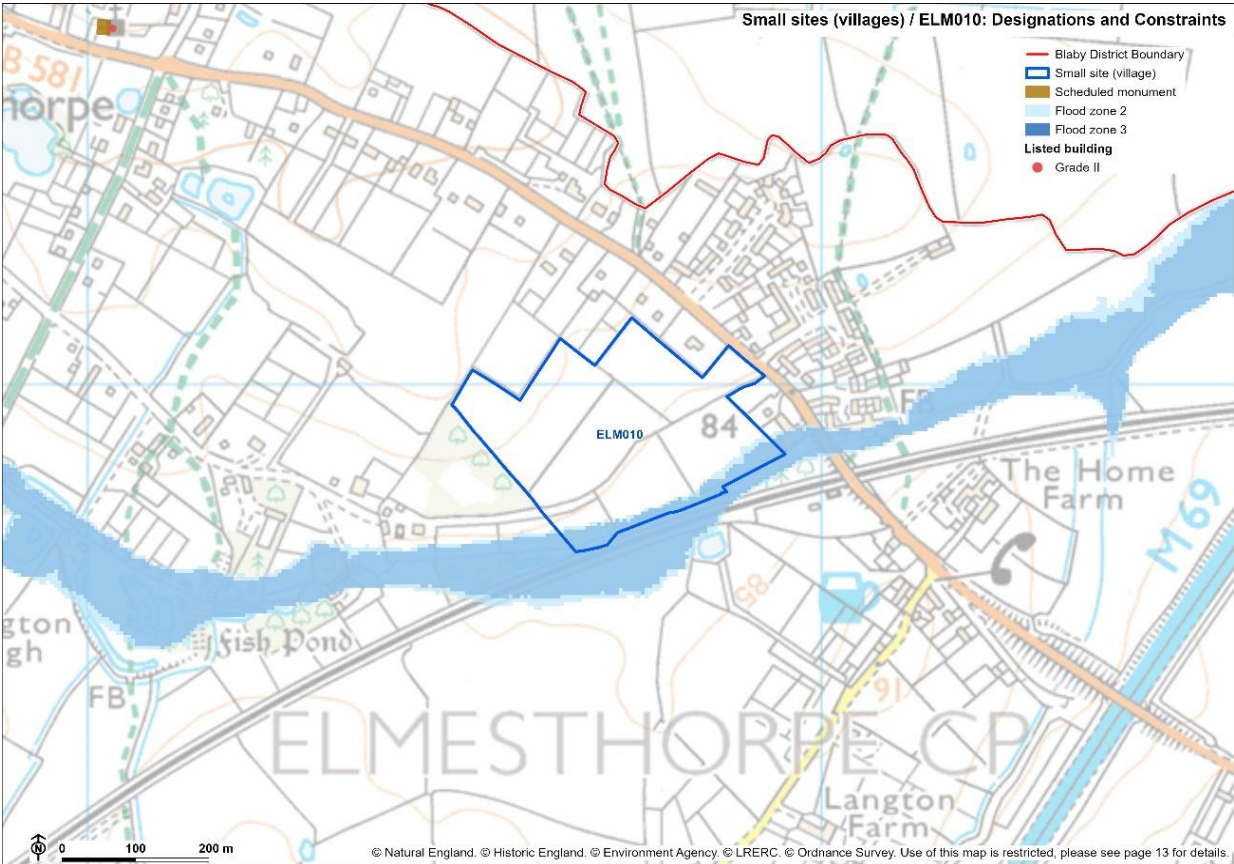 Small sites (villages) / ELM010: Designations and Constraints
Blaby District Boundary
Small site (village)
Scheduled monument
Flood zone 2
Flood zone 3
Listed building
Grade II
B 581
horpe
ELM010
84
FB
The Home
Farm
M 69
85
gton
gh
Fish Pond
FB
91
ELMESTHORPE CP
Langton
Farm
N
0 100 200 m
© Natural England. © Historic England. © Environment Agency. © LRERC. © Ordnance Survey. Use of this map is restricted, please see page 13 for details.